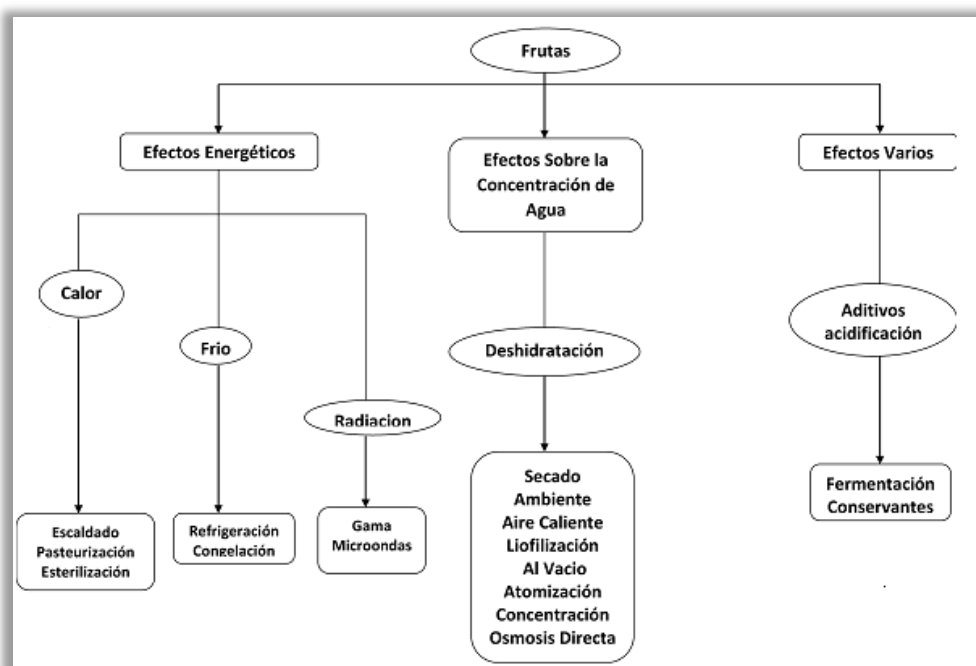 Frutas
Efectos Energéticos
Efectos Sobre la
Concentración de
Agua
Efectos Varios
Calor
Frio
Radiacion
Deshidratación
Aditivos
acidificación
Escaldado
Pasteurización
Esterilización
Refrigeración
Congelación
Gama
Microondas
Secado
Ambiente
Aire Caliente
Liofilización
Al Vacio
Atomización
Concentración
Osmosis Directa
Fermentación
Conservantes